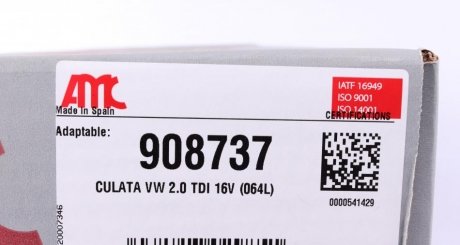 AMC
Made in Spain
IATF 16949
ISO 9001
ISO 14001
CERTIFICATIONS
Adaptable:
908737
CULATA VW 2.0 TDI 16V (064L)
0000541429
20007346